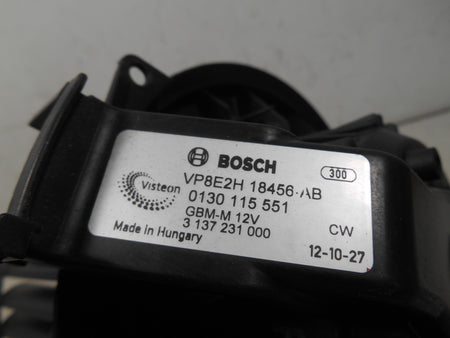 BOSCH
300
Visteon
VP8E2H 18456-AB
0130 115 551
GBM-M 12V
3 137 231 000
CW
Made in Hungary
12-10-27